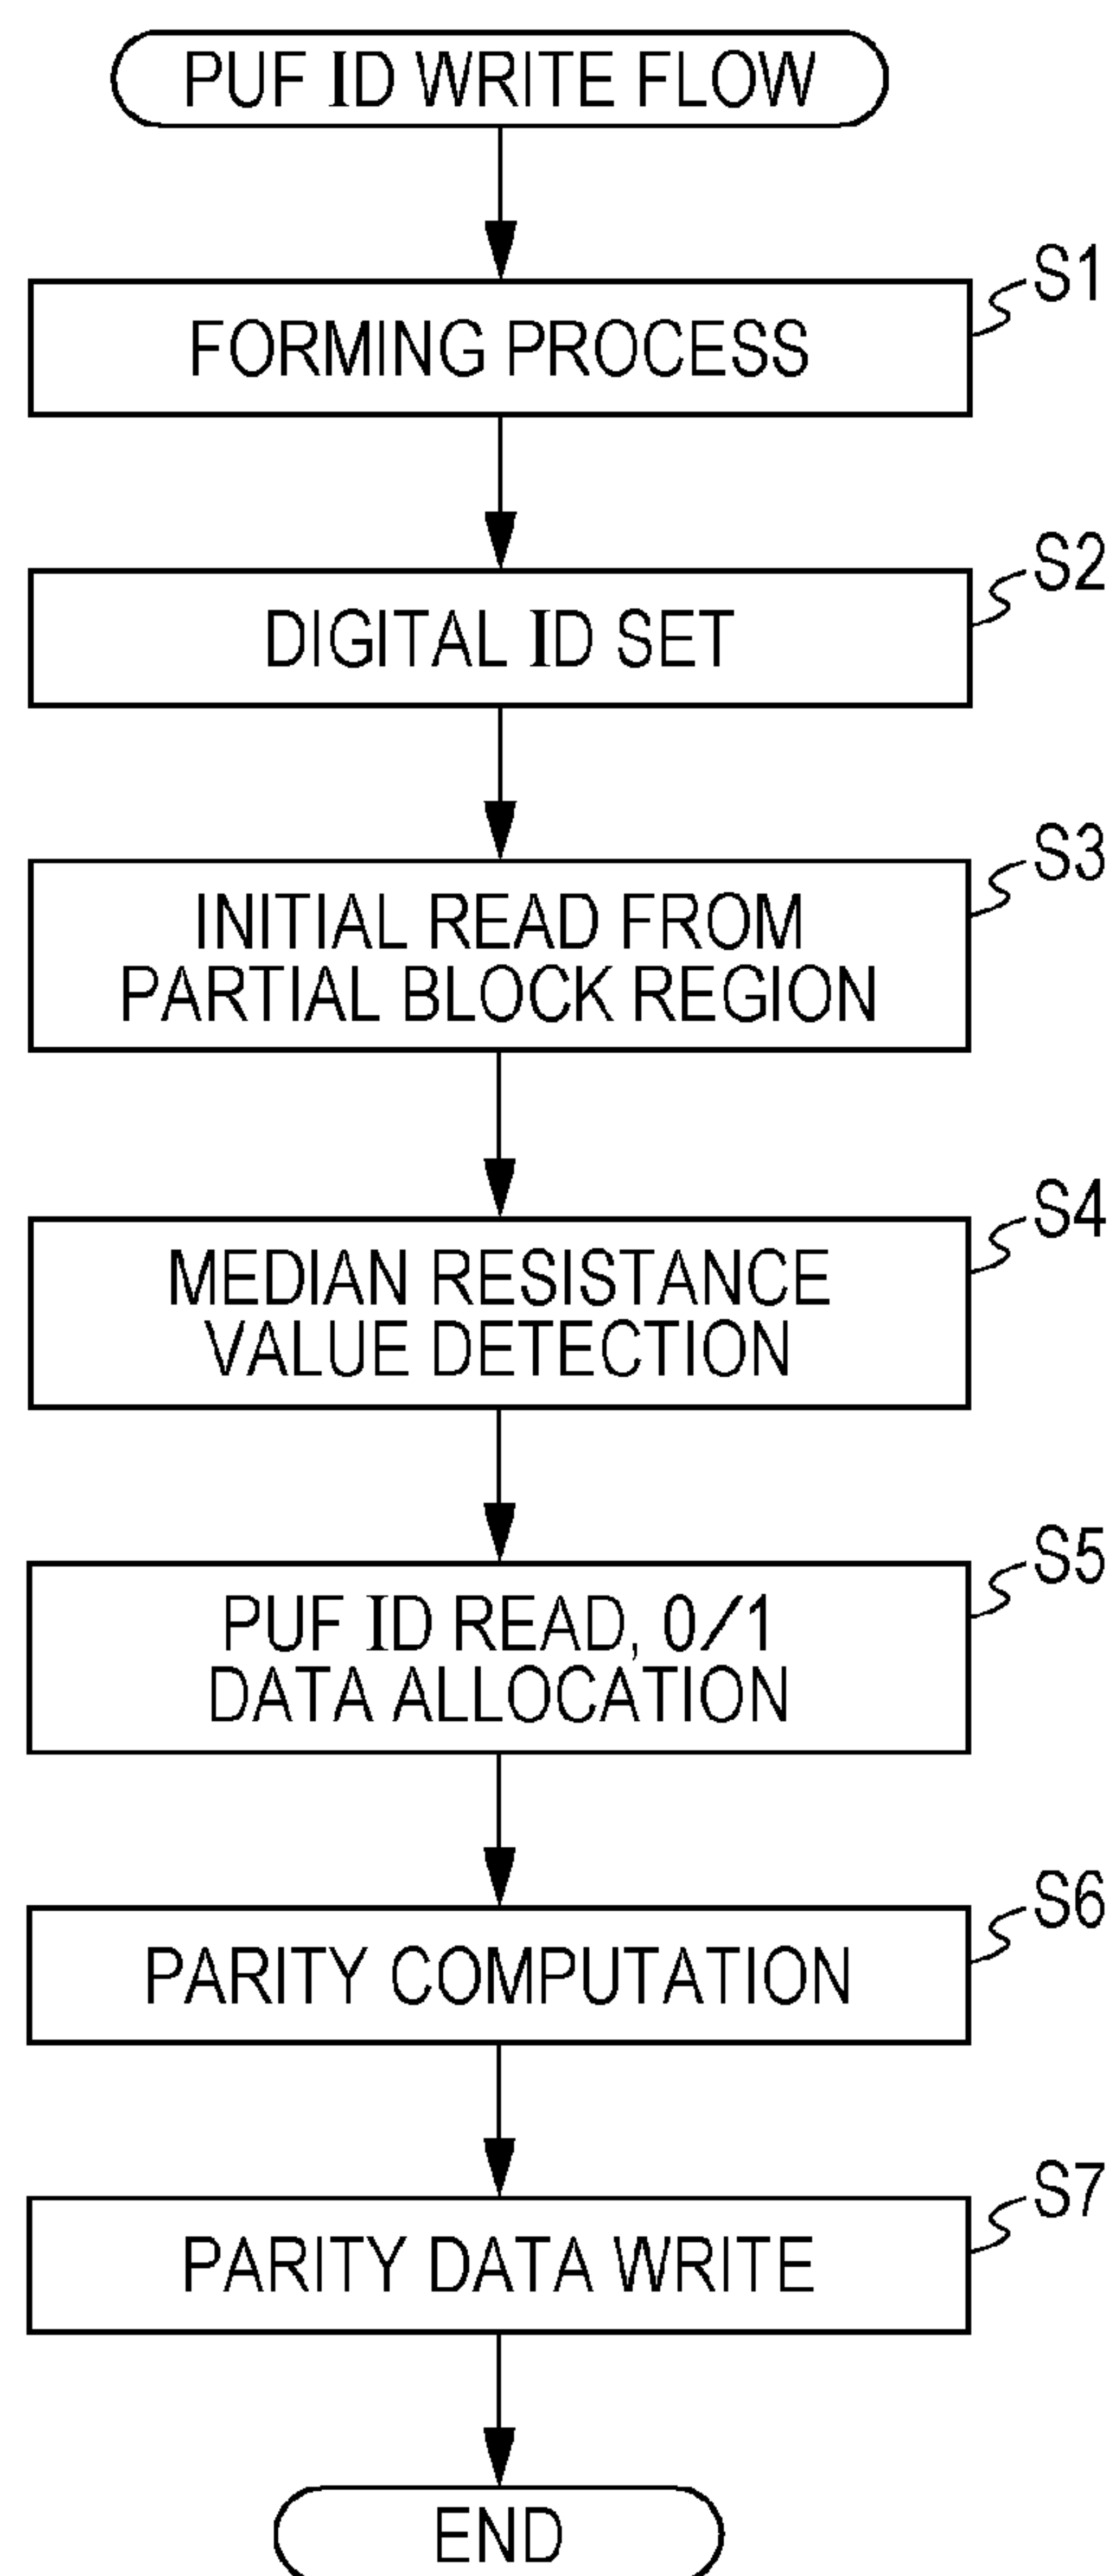 PUF ID WRITE FLOW
S1
FORMING PROCESS
S2
DIGITAL ID SET
S3
INITIAL READ FROM
PARTIAL BLOCK REGION
S4
MEDIAN RESISTANCE
VALUE DETECTION
S5
PUF ID READ, 0/1
DATA ALLOCATION
S6
PARITY COMPUTATION
S7
PARITY DATA WRITE
END